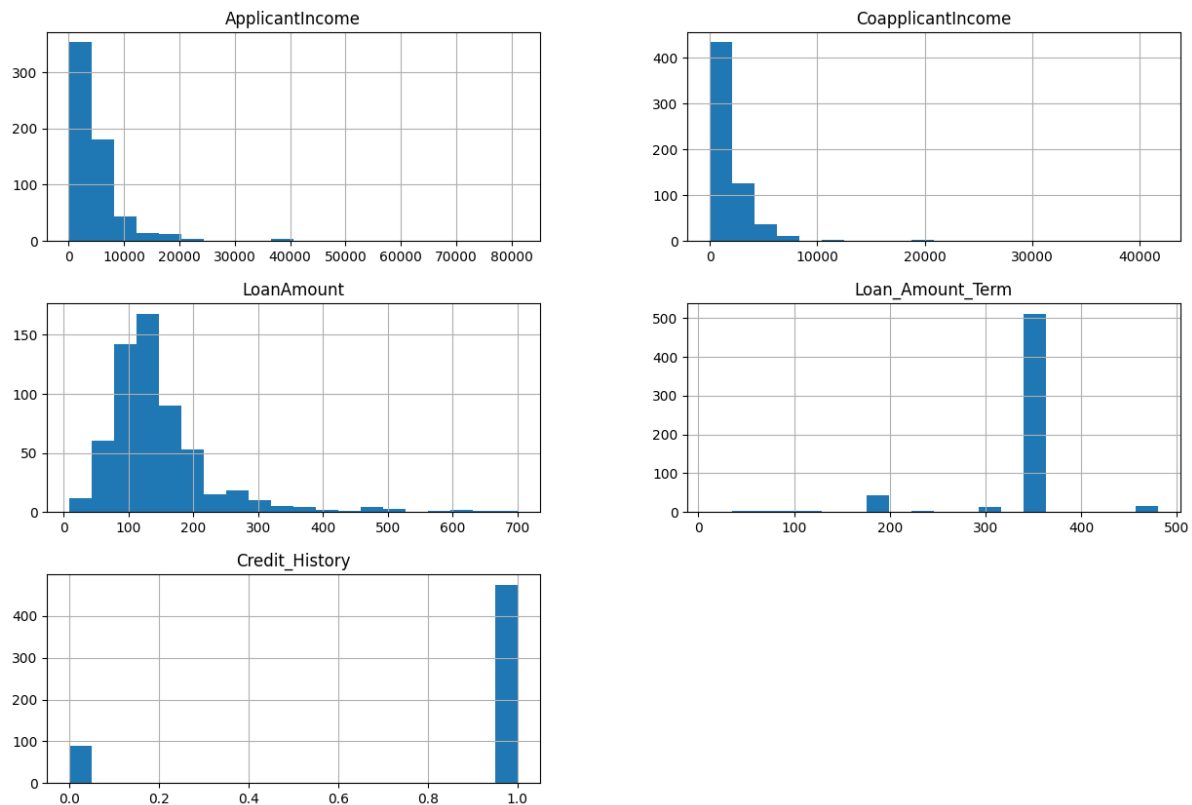 ApplicantIncome
300
200
100
0
0 10000 20000 30000 40000 50000 60000 70000 80000
CoapplicantIncome
400
300
200
100
0
0 10000 20000 30000 40000
LoanAmount
150
100
50
0
0 100 200 300 400 500 600 700
Loan_Amount_Term
500
400
300
200
100
0
0 100 200 300 400 500
Credit_History
400
300
200
100
0
0.0 0.2 0.4 0.6 0.8 1.0